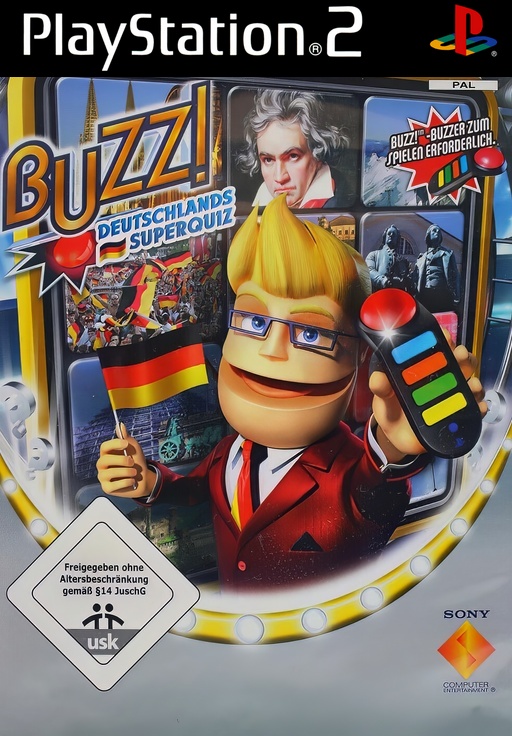 PlayStation®2
PAL
BUZZ!
DEUTSCHLANDS
SUPERQUIZ
BUZZ!™-BUZZER ZUM
SPIELEN ERFORDERLICH.
Freigegeben ohne
Altersbeschränkung
gemäß §14 JuschG
usk
SONY
COMPUTER
ENTERTAINMENT®